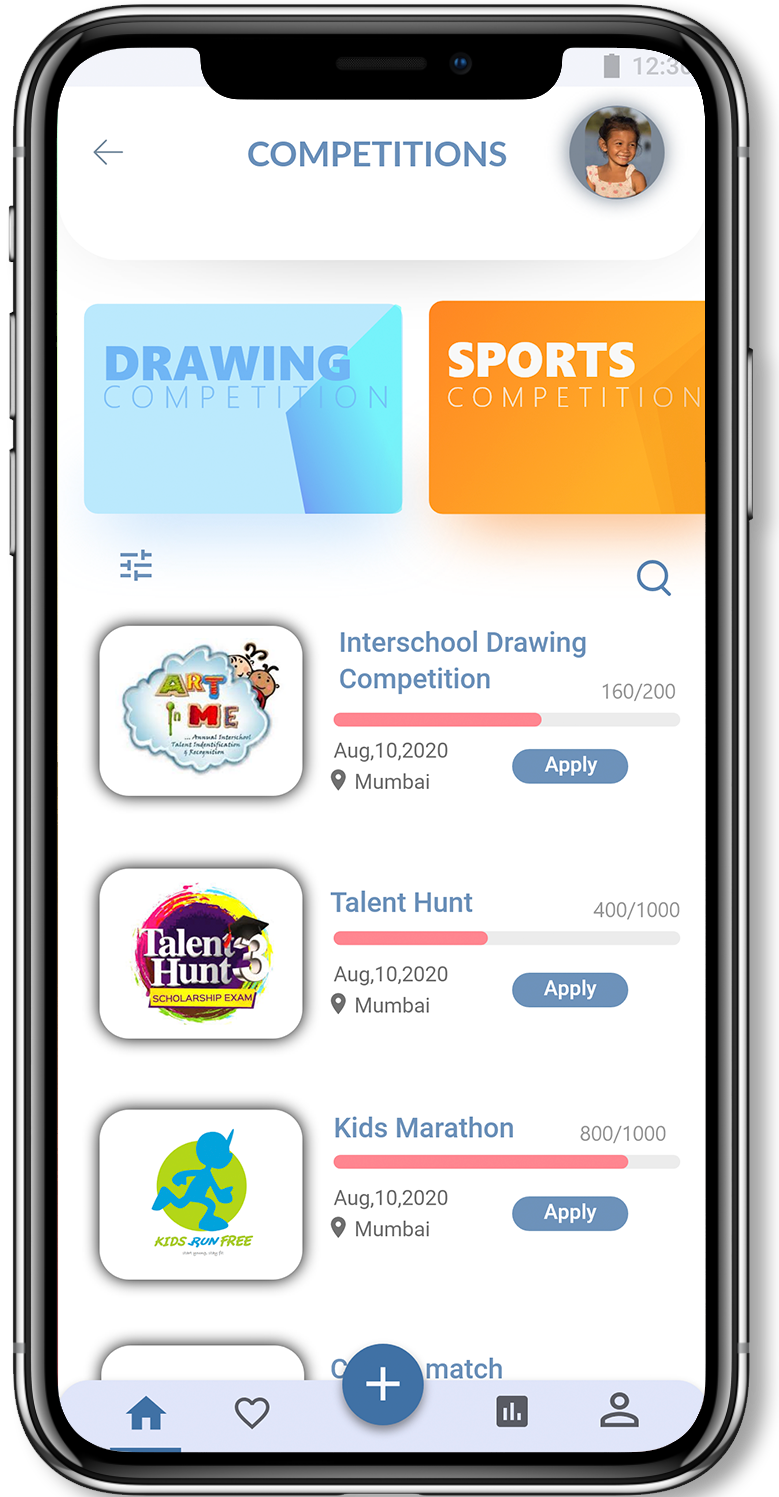 12:30
COMPETITIONS
DRAWING
COMPETITION
SPORTS
COMPETITION
Interschool Drawing
Competition
160/200
ART
In ME
... Annual Interschool
Talent Indentification
& Recognition
Aug,10,2020
Mumbai
Apply
Talent Hunt
400/1000
Talent
Hunt 3
SCHOLARSHIP EXAM
Aug,10,2020
Mumbai
Apply
Kids Marathon
800/1000
KIDS RUN FREE
Aug,10,2020
Mumbai
Apply
match